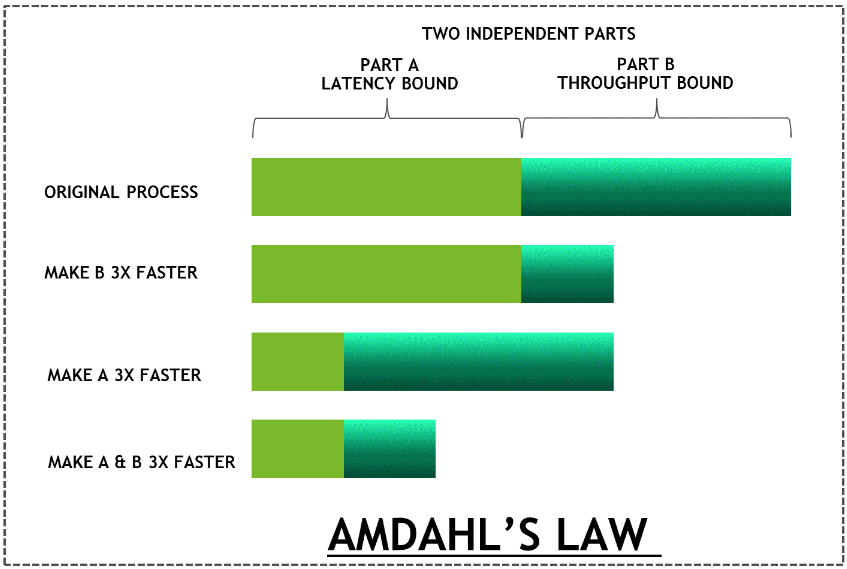 TWO INDEPENDENT PARTS
PART A
LATENCY BOUND
PART B
THROUGHPUT BOUND
ORIGINAL PROCESS
MAKE B 3X FASTER
MAKE A 3X FASTER
MAKE A & B 3X FASTER
AMDAHL’S LAW